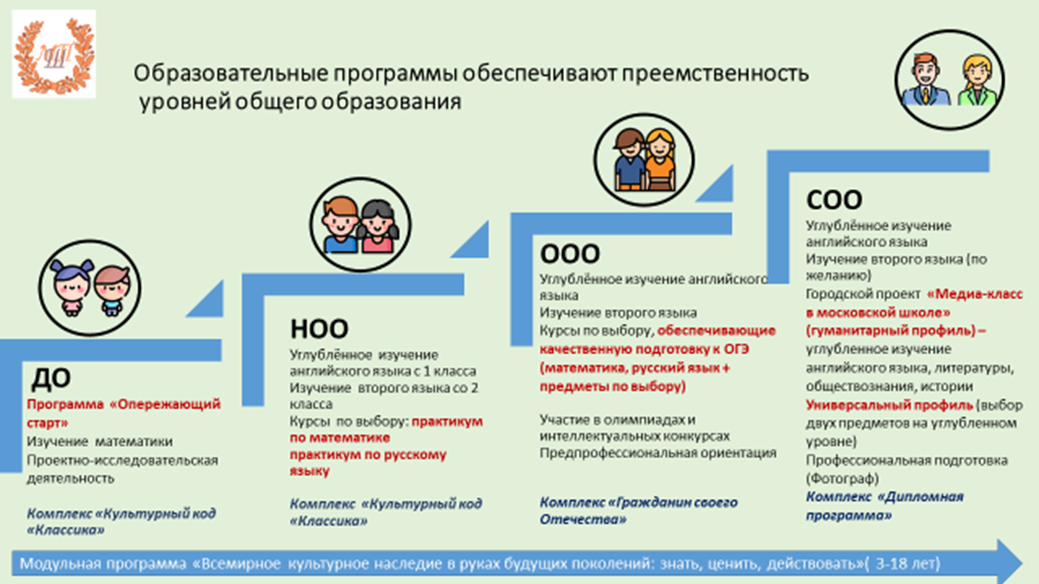 Образовательные программы обеспечивают преемственность
уровней общего образования
ДО
Программа «Опережающий
старт»
Изучение математики
Проектно-исследовательская
деятельность
Комплекс «Культурный код
«Классика»
НОО
Углублённое изучение
английского языка с 1 класса
Изучение второго языка со 2
класса
Курсы по выбору: практикум
по математике
практикум по русскому
языку
Комплекс «Культурный код
«Классика»
ООО
Углублённое изучение английского
языка
Изучение второго языка
Курсы по выбору, обеспечивающие
качественную подготовку к ОГЭ
(математика, русский язык +
предметы по выбору)
Участие в олимпиадах и
интеллектуальных конкурсах
Предпрофессиональная ориентация
Комплекс «Гражданин своего
Отечества»
СОО
Углублённое изучение
английского языка
Изучение второго языка (по
желанию)
Городской проект «Медиа-класс
в московской школе»
(гуманитарный профиль) –
углубленное изучение
английского языка, литературы,
обществознания, истории
Универсальный профиль (выбор
двух предметов на углубленном
уровне)
Профессиональная подготовка
(Фотограф)
Комплекс «Дипломная
программа»
Модульная программа «Всемирное культурное наследие в руках будущих поколений: знать, ценить, действовать»( 3-18 лет)